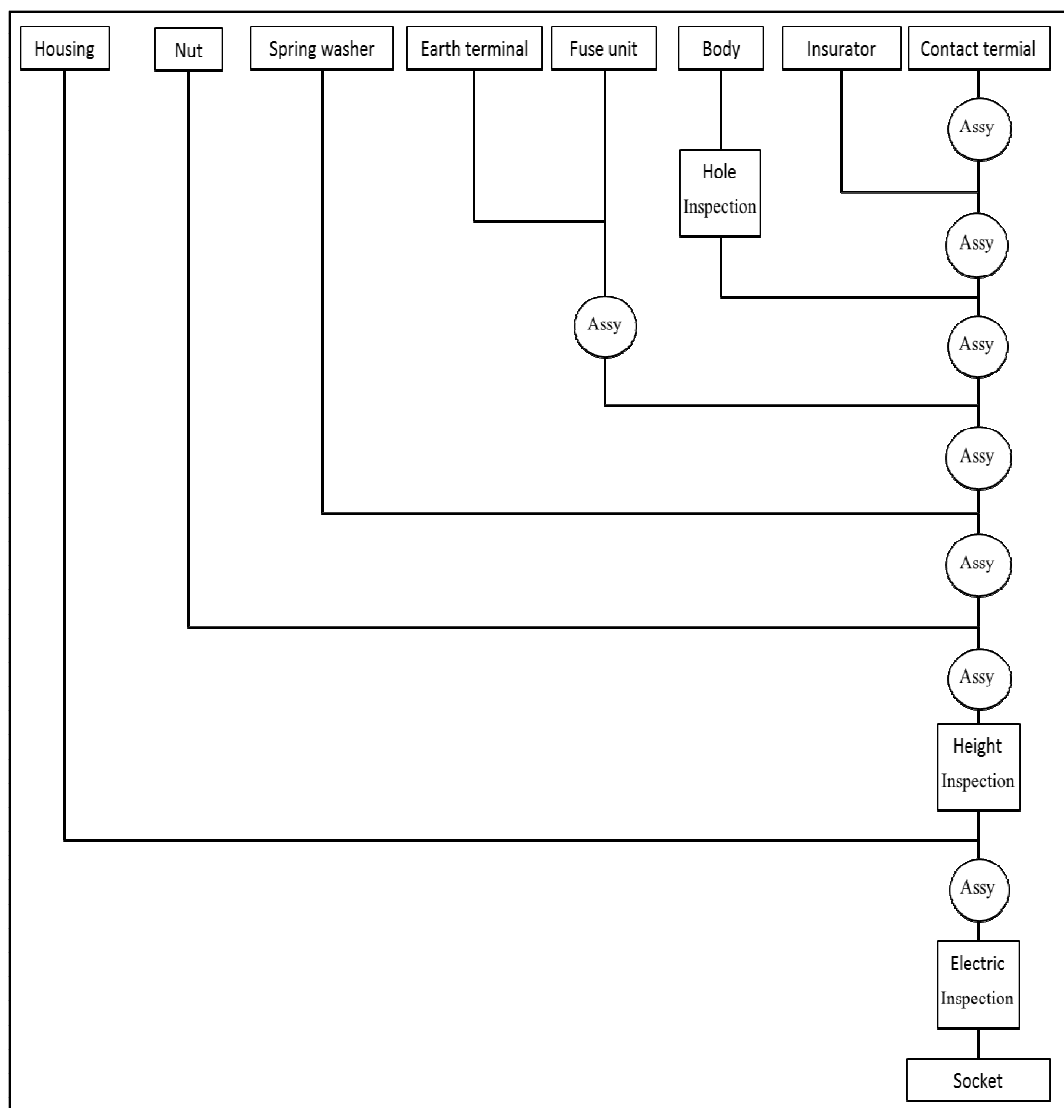 Housing
Nut
Spring washer
Earth terminal
Fuse unit
Body
Insurator
Contact termial
Assy
Hole
Inspection
Assy
Assy
Assy
Assy
Assy
Assy
Height
Inspection
Assy
Electric
Inspection
Socket